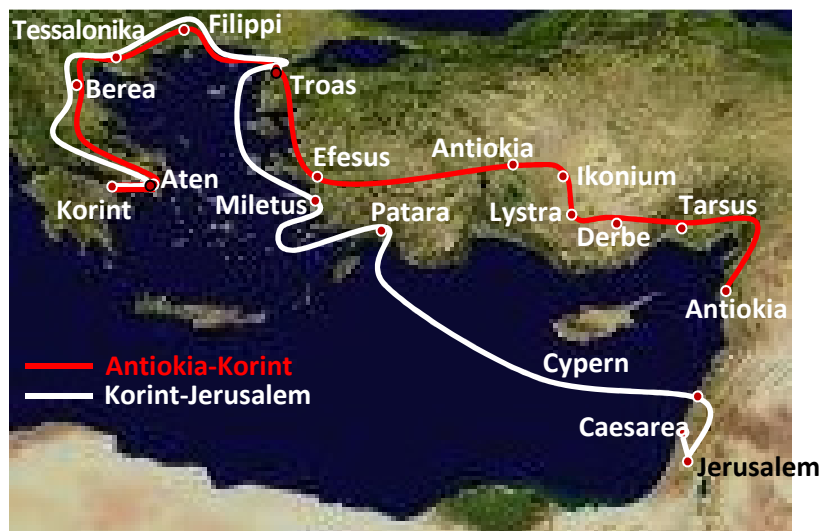 Filippi
Tessalonika
Berea
Troas
Efesus
Antiokia
Ikonium
Aten
Korint
Miletus
Patara
Lystra
Derbe
Tarsus
Antiokia
Cypern
Antiokia-Korint
Korint-Jerusalem
Caesarea
Jerusalem